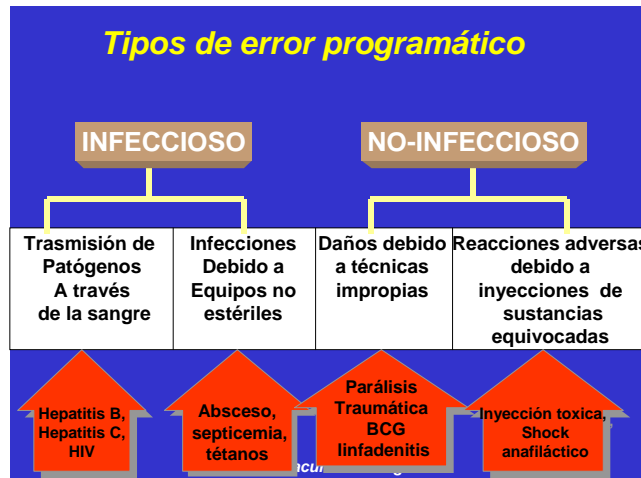 Tipos de error programático
INFECCIOSO
NO-INFECCIOSO
Trasmisión de
Patógenos
A través
de la sangre
Infecciones
Debido a
Equipos no
estériles
Daños debido
a técnicas
impropias
Reacciones adversas
debido a
inyecciones de
sustancias
equivocadas
Hepatitis B,
Hepatitis C,
HIV
Absceso,
septicemia,
tétanos
Parálisis
Traumática
BCG
linfadenitis
Inyección toxica,
Shock
anafiláctico